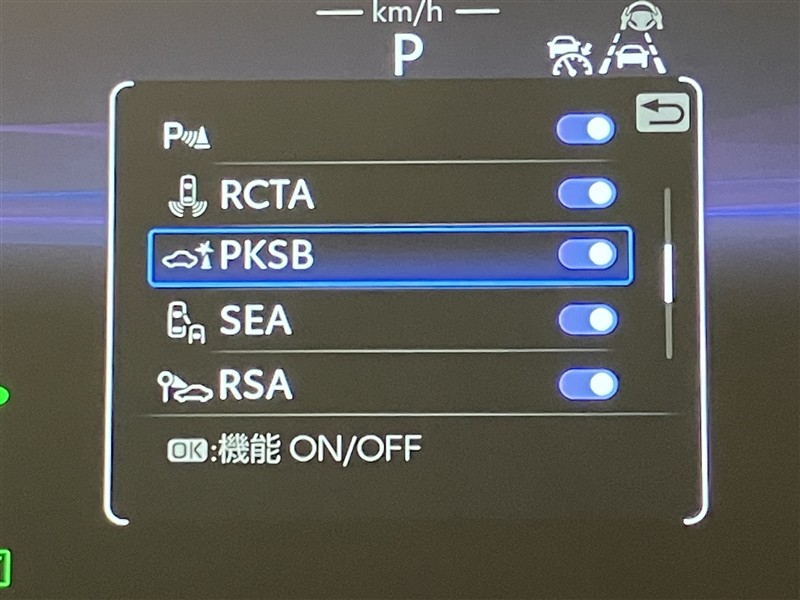 km/h
P
P
RCTA
PKSB
SEA
RSA
OK:機能 ON/OFF